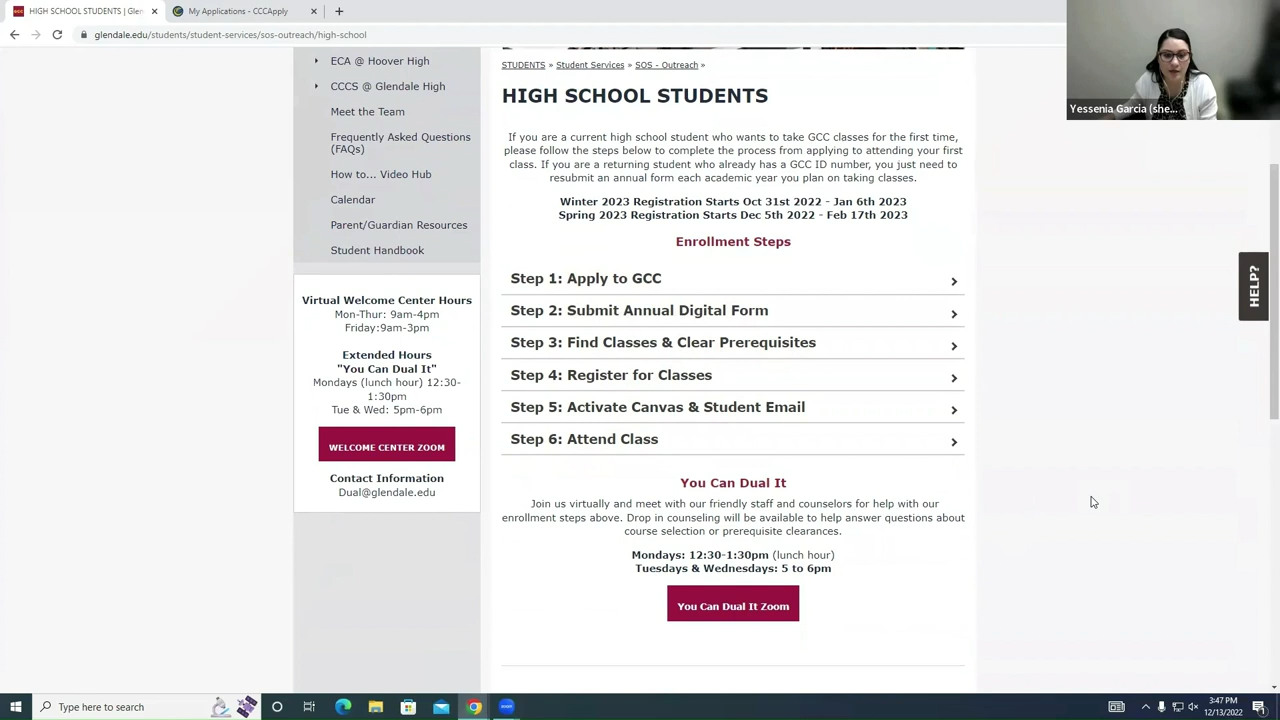 HIGH SCHOOL STUDENTS | Glen
My Applications - CCCApply
glendale.edu/students/student-services/sos-outreach/high-school
Yessenia Garcia (she...
ECA @ Hoover High
CCCS @ Glendale High
Meet the Team
Frequently Asked Questions
(FAQs)
How to... Video Hub
Calendar
Parent/Guardian Resources
Student Handbook
Virtual Welcome Center Hours
Mon-Thur: 9am-4pm
Friday:9am-3pm
Extended Hours
"You Can Dual It"
Mondays (lunch hour) 12:30-
1:30pm
Tue & Wed: 5pm-6pm
WELCOME CENTER ZOOM
Contact Information
Dual@glendale.edu
STUDENTS » Student Services » SOS - Outreach »
HIGH SCHOOL STUDENTS
If you are a current high school student who wants to take GCC classes for the first time,
please follow the steps below to complete the process from applying to attending your first
class. If you are a returning student who already has a GCC ID number, you just need to
resubmit an annual form each academic year you plan on taking classes.
Winter 2023 Registration Starts Oct 31st 2022 - Jan 6th 2023
Spring 2023 Registration Starts Dec 5th 2022 - Feb 17th 2023
Enrollment Steps
Step 1: Apply to GCC
Step 2: Submit Annual Digital Form
Step 3: Find Classes & Clear Prerequisites
Step 4: Register for Classes
Step 5: Activate Canvas & Student Email
Step 6: Attend Class
You Can Dual It
Join us virtually and meet with our friendly staff and counselors for help with our
enrollment steps above. Drop in counseling will be available to help answer questions about
course selection or prerequisite clearances.
Mondays: 12:30-1:30pm (lunch hour)
Tuesdays & Wednesdays: 5 to 6pm
You Can Dual It Zoom
HELP?
Type here to search
3:47 PM
12/13/2022